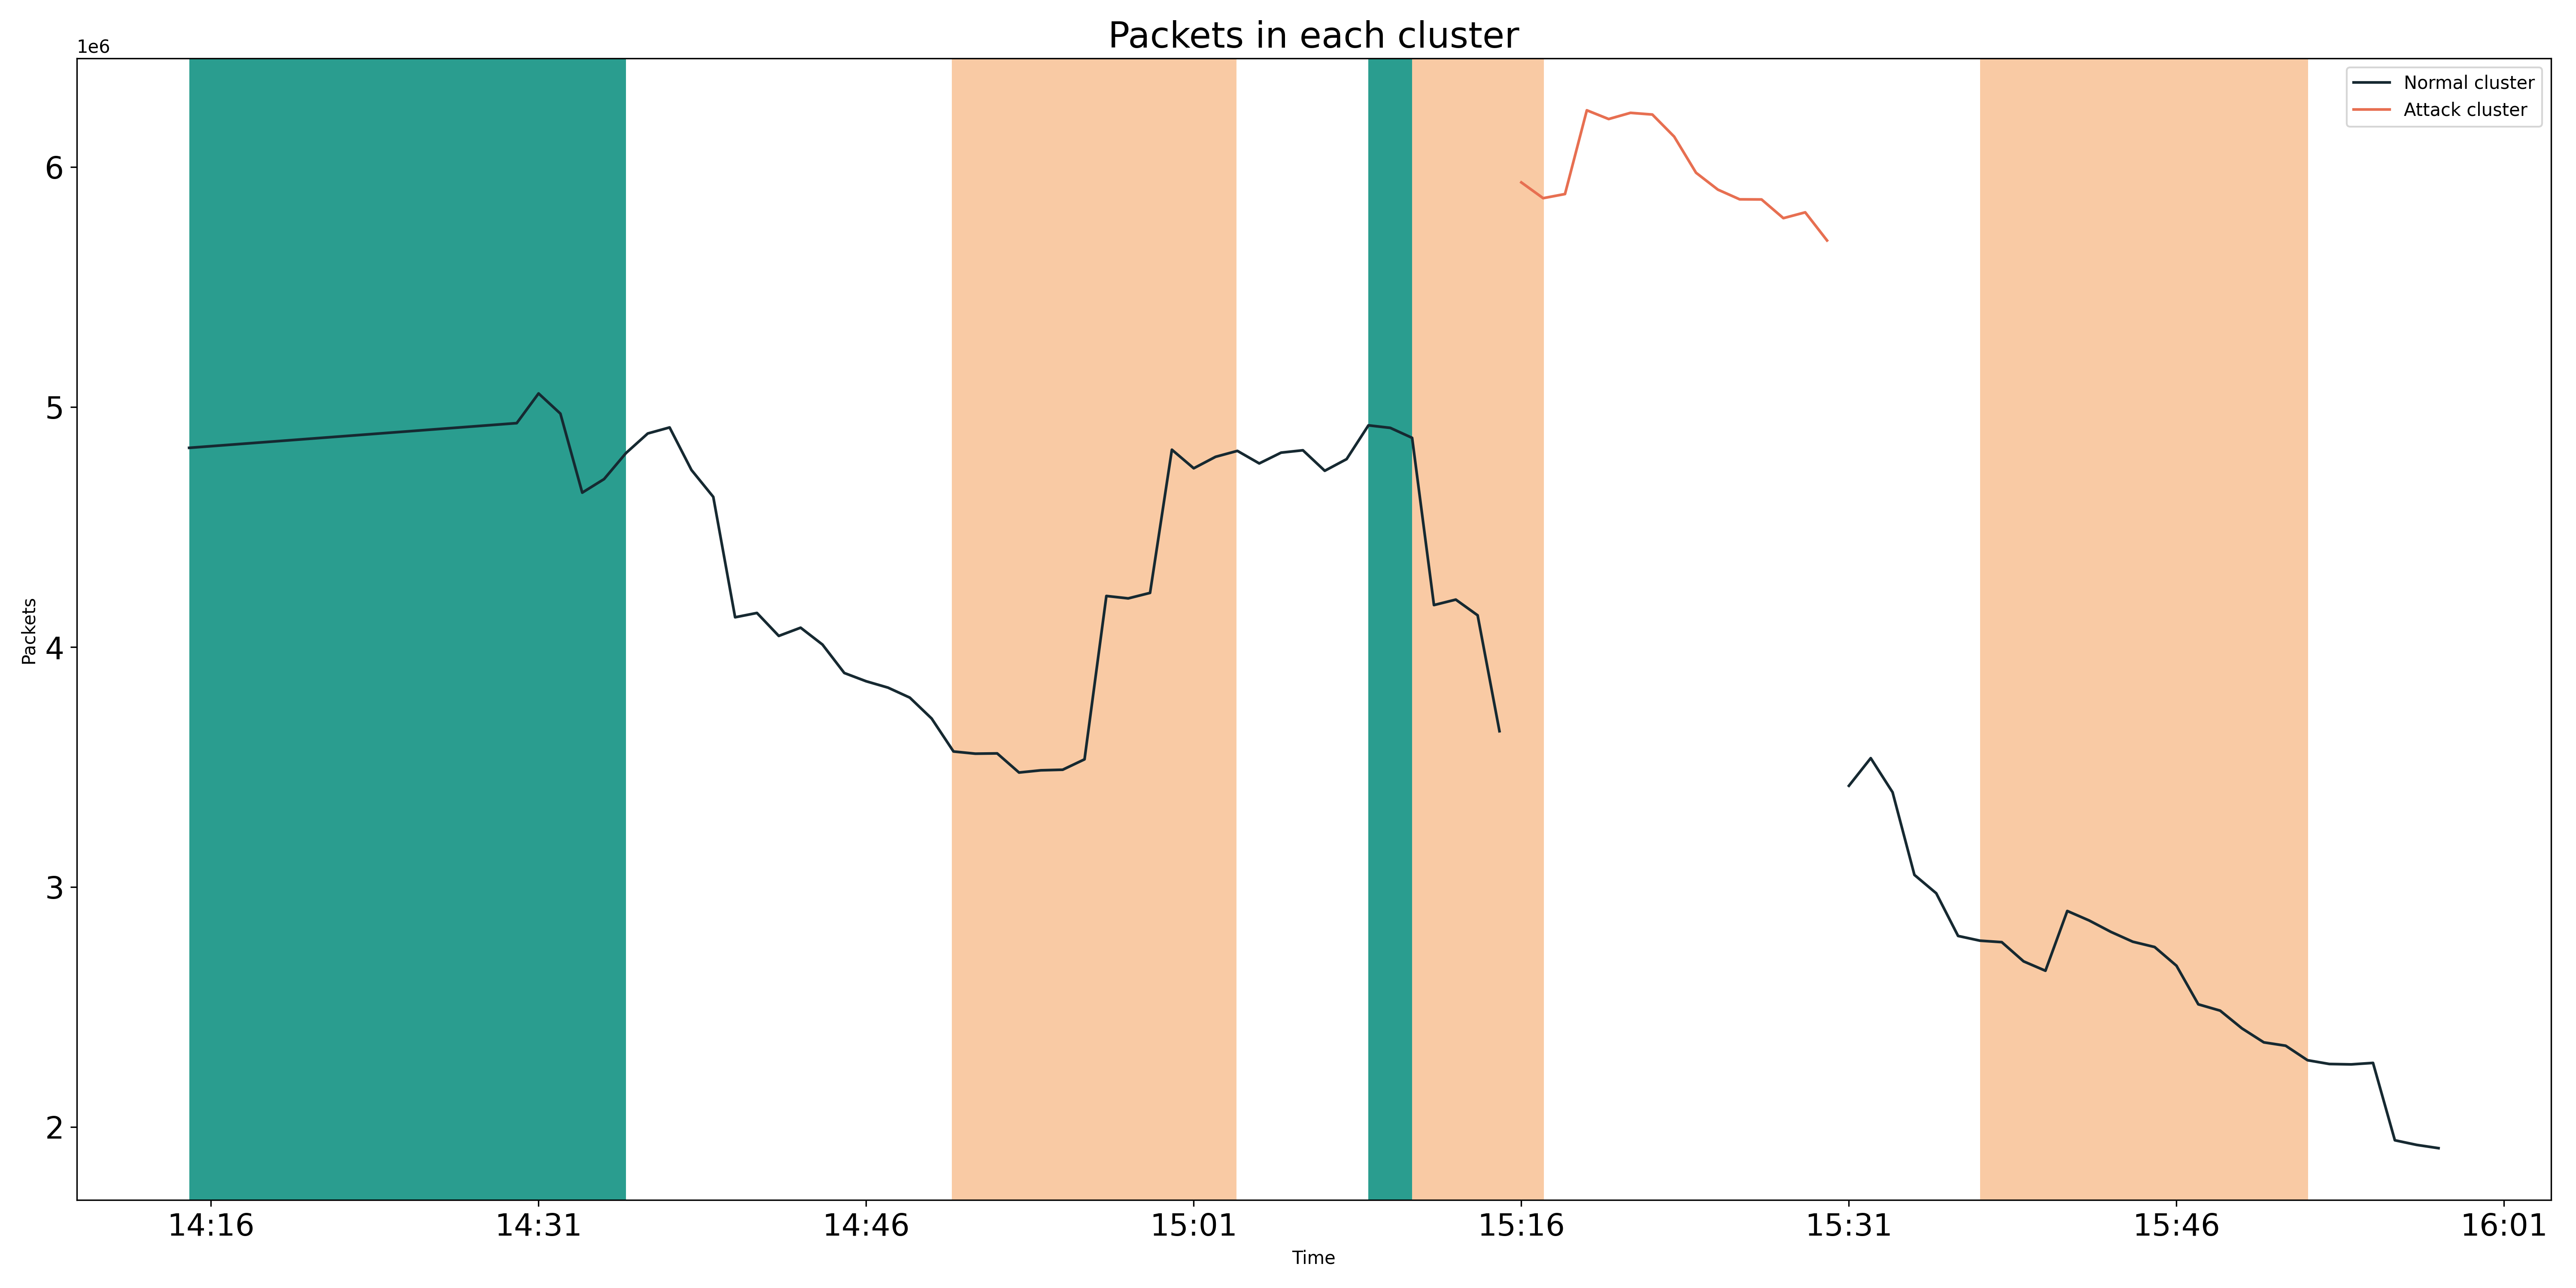 Packets in each cluster
1e6
Normal cluster
Attack cluster
6
5
4
3
2
Packets
14:16 14:31 14:46 15:01 15:16 15:31 15:46 16:01
Time